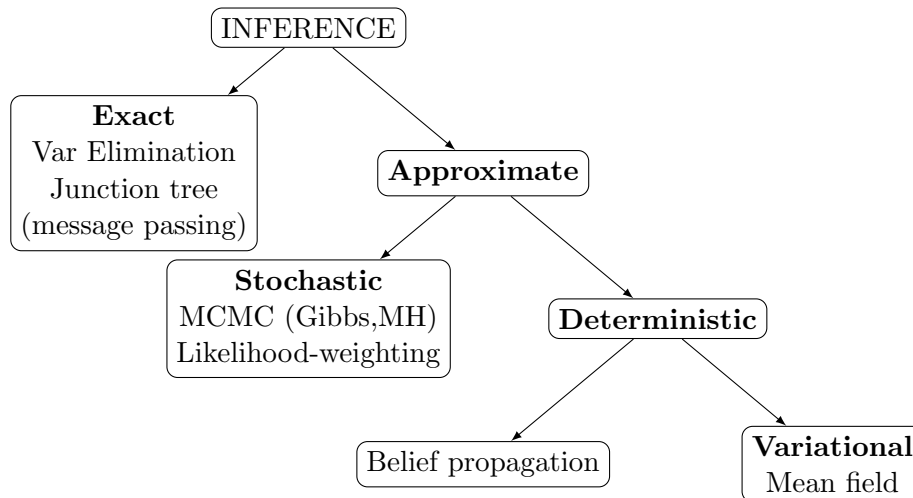 INFERENCE
Exact
Var Elimination
Junction tree
(message passing)
Approximate
Stochastic
MCMC (Gibbs,MH)
Likelihood-weighting
Deterministic
Belief propagation
Variational
Mean field